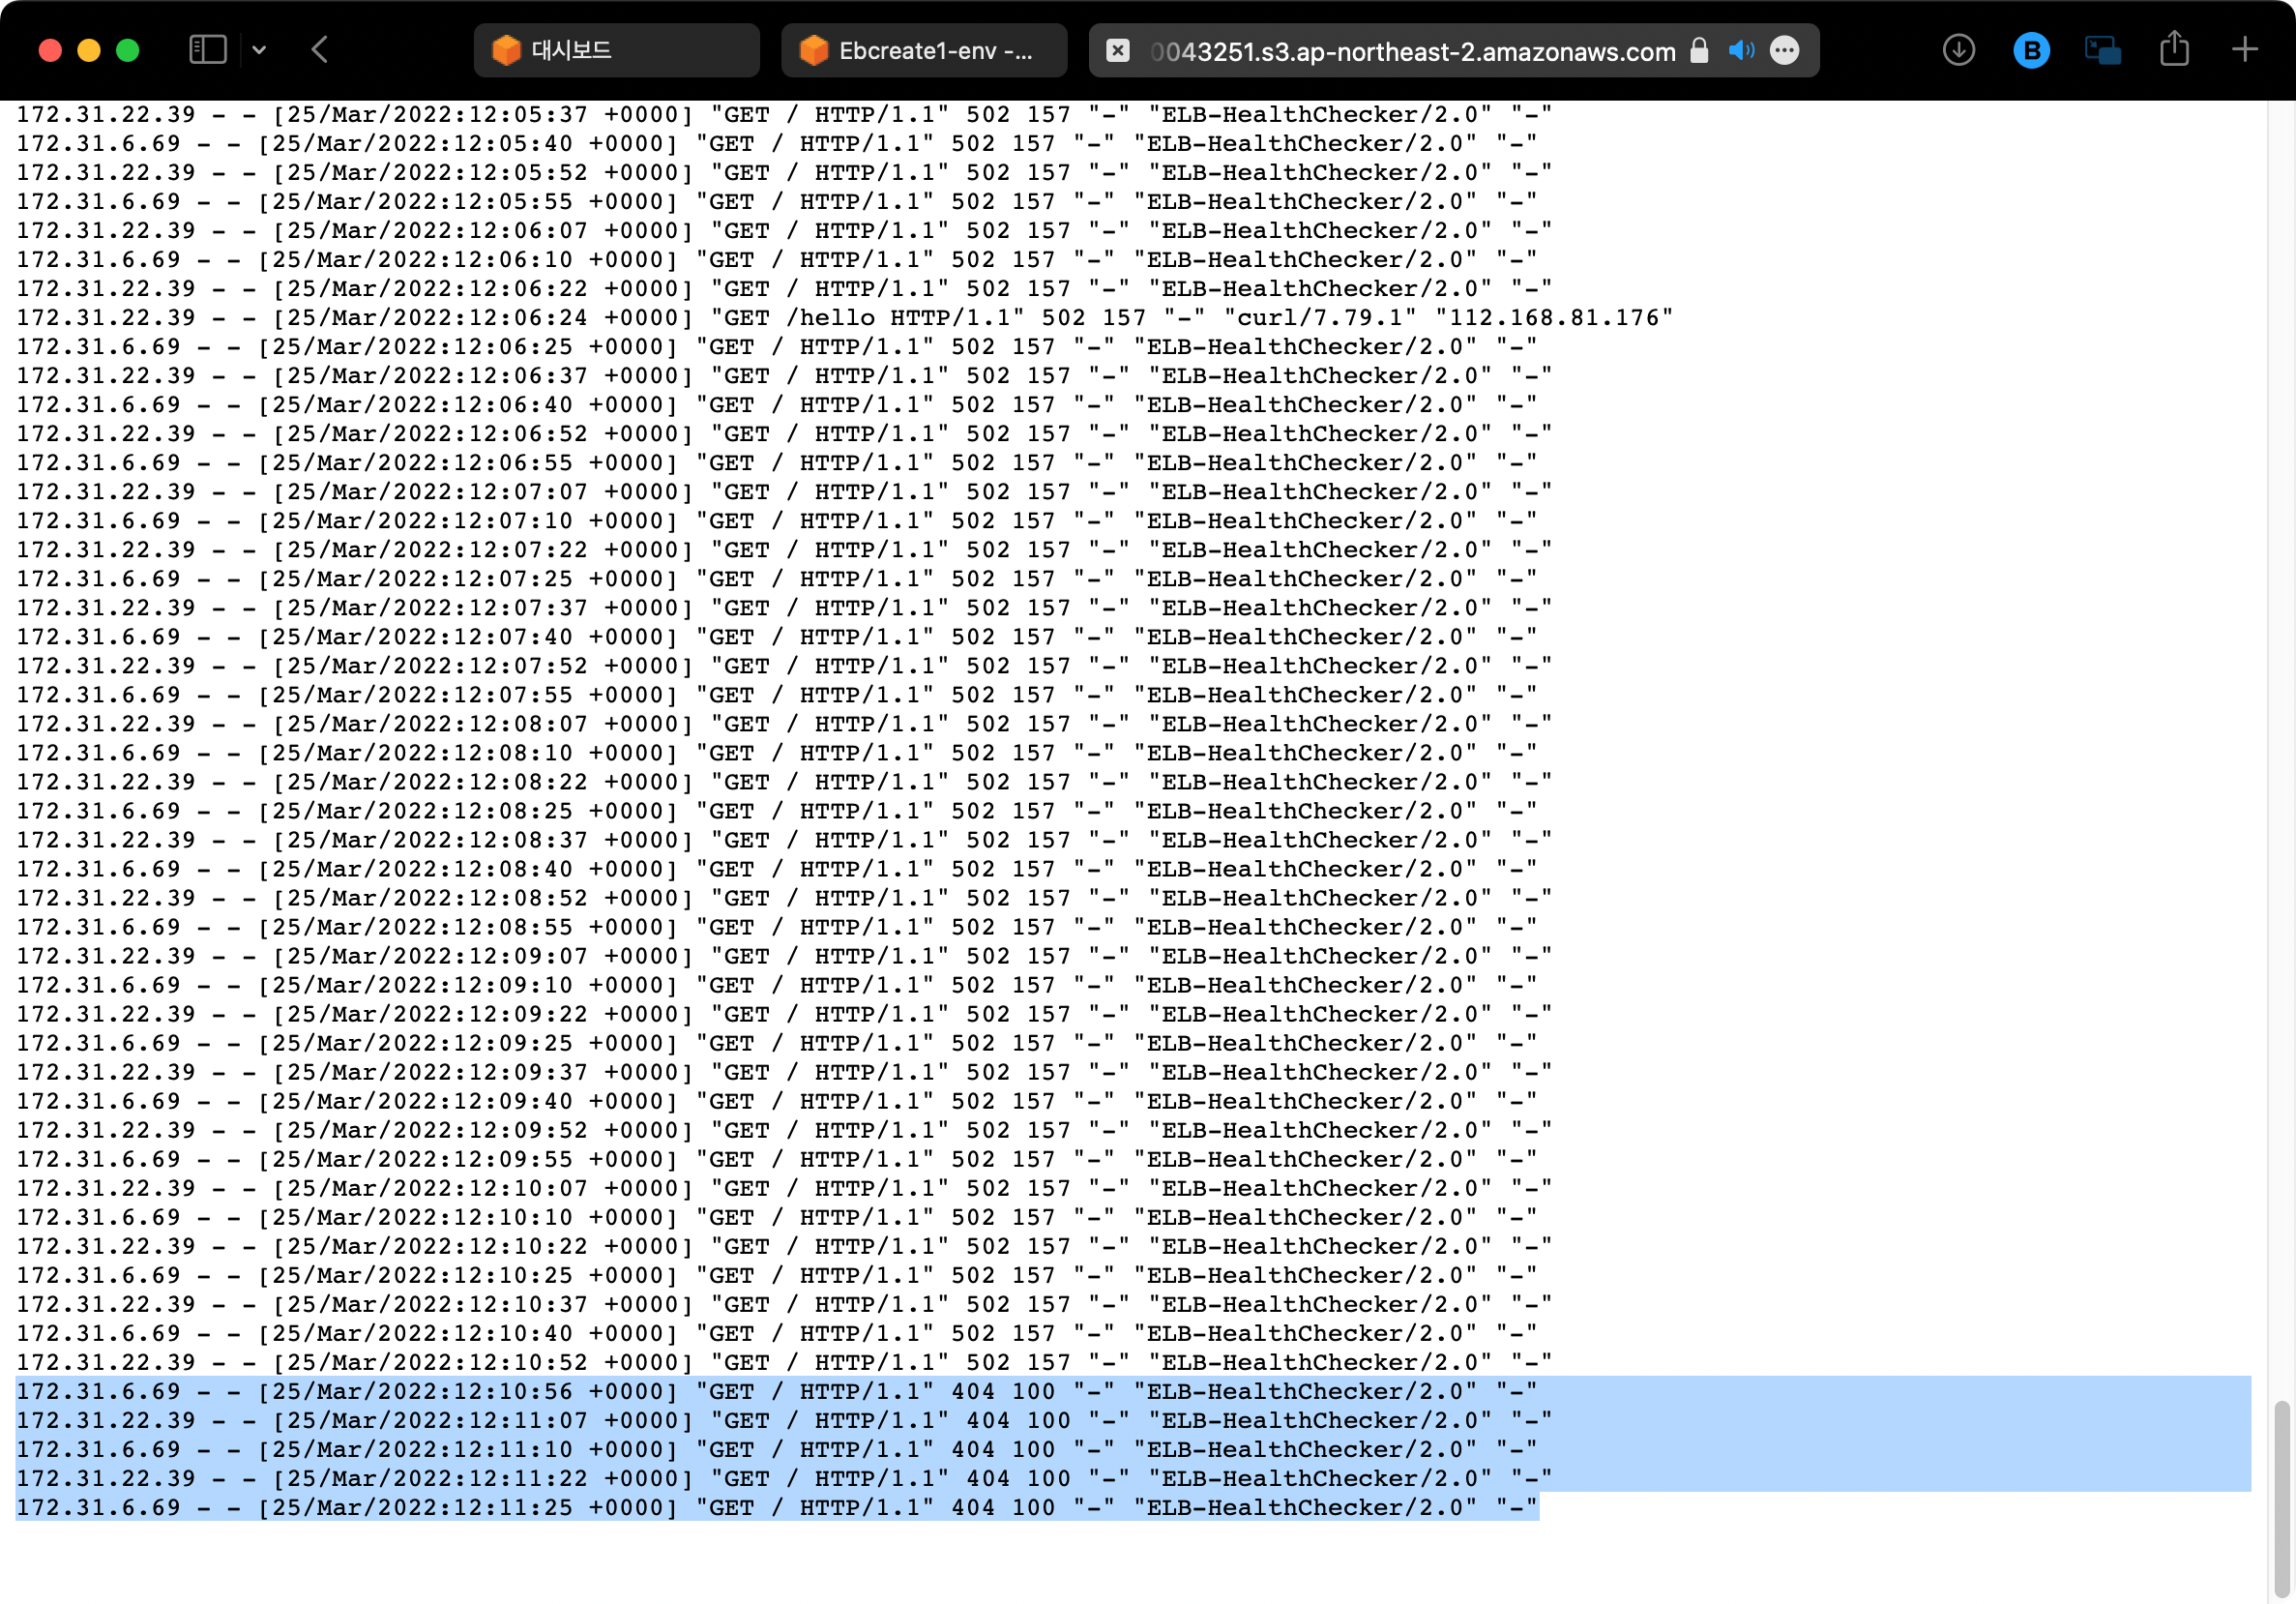 대시보드
Ebcreate1-env -...
0043251.s3.ap-northeast-2.amazonaws.com
B
172.31.22.39 - - [25/Mar/2022:12:05:37 +0000] "GET / HTTP/1.1" 502 157 "-" "ELB-HealthChecker/2.0" "-"
172.31.6.69 - - [25/Mar/2022:12:05:40 +0000] "GET / HTTP/1.1" 502 157 "-" "ELB-HealthChecker/2.0" "-"
172.31.22.39 - - [25/Mar/2022:12:05:52 +0000] "GET / HTTP/1.1" 502 157 "-" "ELB-HealthChecker/2.0" "-"
172.31.6.69 - - [25/Mar/2022:12:05:55 +0000] "GET / HTTP/1.1" 502 157 "-" "ELB-HealthChecker/2.0" "-"
172.31.22.39 - - [25/Mar/2022:12:06:07 +0000] "GET / HTTP/1.1" 502 157 "-" "ELB-HealthChecker/2.0" "-"
172.31.6.69 - - [25/Mar/2022:12:06:10 +0000] "GET / HTTP/1.1" 502 157 "-" "ELB-HealthChecker/2.0" "-"
172.31.22.39 - - [25/Mar/2022:12:06:22 +0000] "GET / HTTP/1.1" 502 157 "-" "ELB-HealthChecker/2.0" "-"
172.31.22.39 - - [25/Mar/2022:12:06:24 +0000] "GET /hello HTTP/1.1" 502 157 "-" "curl/7.79.1" "112.168.81.176"
172.31.6.69 - - [25/Mar/2022:12:06:25 +0000] "GET / HTTP/1.1" 502 157 "-" "ELB-HealthChecker/2.0" "-"
172.31.22.39 - - [25/Mar/2022:12:06:37 +0000] "GET / HTTP/1.1" 502 157 "-" "ELB-HealthChecker/2.0" "-"
172.31.6.69 - - [25/Mar/2022:12:06:40 +0000] "GET / HTTP/1.1" 502 157 "-" "ELB-HealthChecker/2.0" "-"
172.31.22.39 - - [25/Mar/2022:12:06:52 +0000] "GET / HTTP/1.1" 502 157 "-" "ELB-HealthChecker/2.0" "-"
172.31.6.69 - - [25/Mar/2022:12:06:55 +0000] "GET / HTTP/1.1" 502 157 "-" "ELB-HealthChecker/2.0" "-"
172.31.22.39 - - [25/Mar/2022:12:07:07 +0000] "GET / HTTP/1.1" 502 157 "-" "ELB-HealthChecker/2.0" "-"
172.31.6.69 - - [25/Mar/2022:12:07:10 +0000] "GET / HTTP/1.1" 502 157 "-" "ELB-HealthChecker/2.0" "-"
172.31.22.39 - - [25/Mar/2022:12:07:22 +0000] "GET / HTTP/1.1" 502 157 "-" "ELB-HealthChecker/2.0" "-"
172.31.6.69 - - [25/Mar/2022:12:07:25 +0000] "GET / HTTP/1.1" 502 157 "-" "ELB-HealthChecker/2.0" "-"
172.31.22.39 - - [25/Mar/2022:12:07:37 +0000] "GET / HTTP/1.1" 502 157 "-" "ELB-HealthChecker/2.0" "-"
172.31.6.69 - - [25/Mar/2022:12:07:40 +0000] "GET / HTTP/1.1" 502 157 "-" "ELB-HealthChecker/2.0" "-"
172.31.22.39 - - [25/Mar/2022:12:07:52 +0000] "GET / HTTP/1.1" 502 157 "-" "ELB-HealthChecker/2.0" "-"
172.31.6.69 - - [25/Mar/2022:12:07:55 +0000] "GET / HTTP/1.1" 502 157 "-" "ELB-HealthChecker/2.0" "-"
172.31.22.39 - - [25/Mar/2022:12:08:07 +0000] "GET / HTTP/1.1" 502 157 "-" "ELB-HealthChecker/2.0" "-"
172.31.6.69 - - [25/Mar/2022:12:08:10 +0000] "GET / HTTP/1.1" 502 157 "-" "ELB-HealthChecker/2.0" "-"
172.31.22.39 - - [25/Mar/2022:12:08:22 +0000] "GET / HTTP/1.1" 502 157 "-" "ELB-HealthChecker/2.0" "-"
172.31.6.69 - - [25/Mar/2022:12:08:25 +0000] "GET / HTTP/1.1" 502 157 "-" "ELB-HealthChecker/2.0" "-"
172.31.22.39 - - [25/Mar/2022:12:08:37 +0000] "GET / HTTP/1.1" 502 157 "-" "ELB-HealthChecker/2.0" "-"
172.31.6.69 - - [25/Mar/2022:12:08:40 +0000] "GET / HTTP/1.1" 502 157 "-" "ELB-HealthChecker/2.0" "-"
172.31.22.39 - - [25/Mar/2022:12:08:52 +0000] "GET / HTTP/1.1" 502 157 "-" "ELB-HealthChecker/2.0" "-"
172.31.6.69 - - [25/Mar/2022:12:08:55 +0000] "GET / HTTP/1.1" 502 157 "-" "ELB-HealthChecker/2.0" "-"
172.31.22.39 - - [25/Mar/2022:12:09:07 +0000] "GET / HTTP/1.1" 502 157 "-" "ELB-HealthChecker/2.0" "-"
172.31.6.69 - - [25/Mar/2022:12:09:10 +0000] "GET / HTTP/1.1" 502 157 "-" "ELB-HealthChecker/2.0" "-"
172.31.22.39 - - [25/Mar/2022:12:09:22 +0000] "GET / HTTP/1.1" 502 157 "-" "ELB-HealthChecker/2.0" "-"
172.31.6.69 - - [25/Mar/2022:12:09:25 +0000] "GET / HTTP/1.1" 502 157 "-" "ELB-HealthChecker/2.0" "-"
172.31.22.39 - - [25/Mar/2022:12:09:37 +0000] "GET / HTTP/1.1" 502 157 "-" "ELB-HealthChecker/2.0" "-"
172.31.6.69 - - [25/Mar/2022:12:09:40 +0000] "GET / HTTP/1.1" 502 157 "-" "ELB-HealthChecker/2.0" "-"
172.31.22.39 - - [25/Mar/2022:12:09:52 +0000] "GET / HTTP/1.1" 502 157 "-" "ELB-HealthChecker/2.0" "-"
172.31.6.69 - - [25/Mar/2022:12:09:55 +0000] "GET / HTTP/1.1" 502 157 "-" "ELB-HealthChecker/2.0" "-"
172.31.22.39 - - [25/Mar/2022:12:10:07 +0000] "GET / HTTP/1.1" 502 157 "-" "ELB-HealthChecker/2.0" "-"
172.31.6.69 - - [25/Mar/2022:12:10:10 +0000] "GET / HTTP/1.1" 502 157 "-" "ELB-HealthChecker/2.0" "-"
172.31.22.39 - - [25/Mar/2022:12:10:22 +0000] "GET / HTTP/1.1" 502 157 "-" "ELB-HealthChecker/2.0" "-"
172.31.6.69 - - [25/Mar/2022:12:10:25 +0000] "GET / HTTP/1.1" 502 157 "-" "ELB-HealthChecker/2.0" "-"
172.31.22.39 - - [25/Mar/2022:12:10:37 +0000] "GET / HTTP/1.1" 502 157 "-" "ELB-HealthChecker/2.0" "-"
172.31.6.69 - - [25/Mar/2022:12:10:40 +0000] "GET / HTTP/1.1" 502 157 "-" "ELB-HealthChecker/2.0" "-"
172.31.22.39 - - [25/Mar/2022:12:10:52 +0000] "GET / HTTP/1.1" 502 157 "-" "ELB-HealthChecker/2.0" "-"
172.31.6.69 - - [25/Mar/2022:12:10:56 +0000] "GET / HTTP/1.1" 404 100 "-" "ELB-HealthChecker/2.0" "-"
172.31.22.39 - - [25/Mar/2022:12:11:07 +0000] "GET / HTTP/1.1" 404 100 "-" "ELB-HealthChecker/2.0" "-"
172.31.6.69 - - [25/Mar/2022:12:11:10 +0000] "GET / HTTP/1.1" 404 100 "-" "ELB-HealthChecker/2.0" "-"
172.31.22.39 - - [25/Mar/2022:12:11:22 +0000] "GET / HTTP/1.1" 404 100 "-" "ELB-HealthChecker/2.0" "-"
172.31.6.69 - - [25/Mar/2022:12:11:25 +0000] "GET / HTTP/1.1" 404 100 "-" "ELB-HealthChecker/2.0" "-"